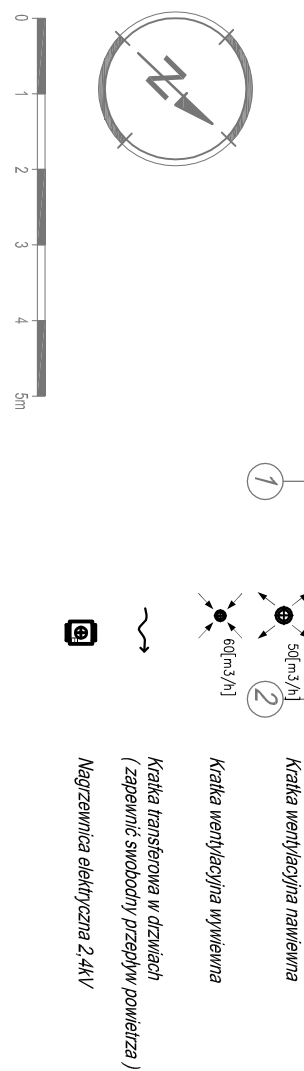 50[m3/h]
Kratka wentylacyjna nawiewna
60[m3/h]
Kratka wentylacyjna wywiewna
Kratka transferowa w drzwiach
( zapewnić swobodny przepływ powietrza )
Nagrzewnica elektryczna 2,4kV
1
2
N
0 1 2 3 4 5m